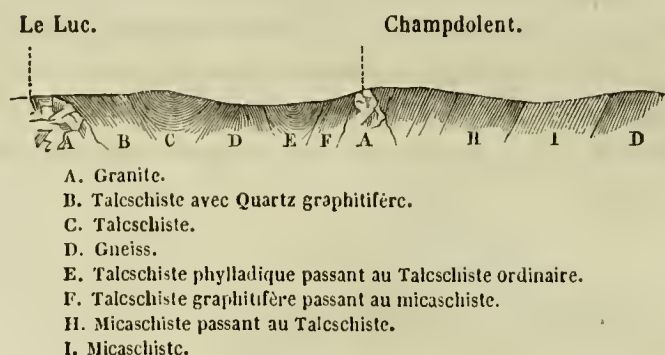 Le Luc. Champdolent.
A B C D E F A H I D
A. Granite.
B. Talcschiste avec Quartz graphitifère.
C. Talcschiste.
D. Gneiss.
E. Talcschiste phylladique passant au Talcschiste ordinaire.
F. Talcschiste graphitifère passant au micaschiste.
H. Micaschiste passant au Talcschiste.
I. Micaschiste.